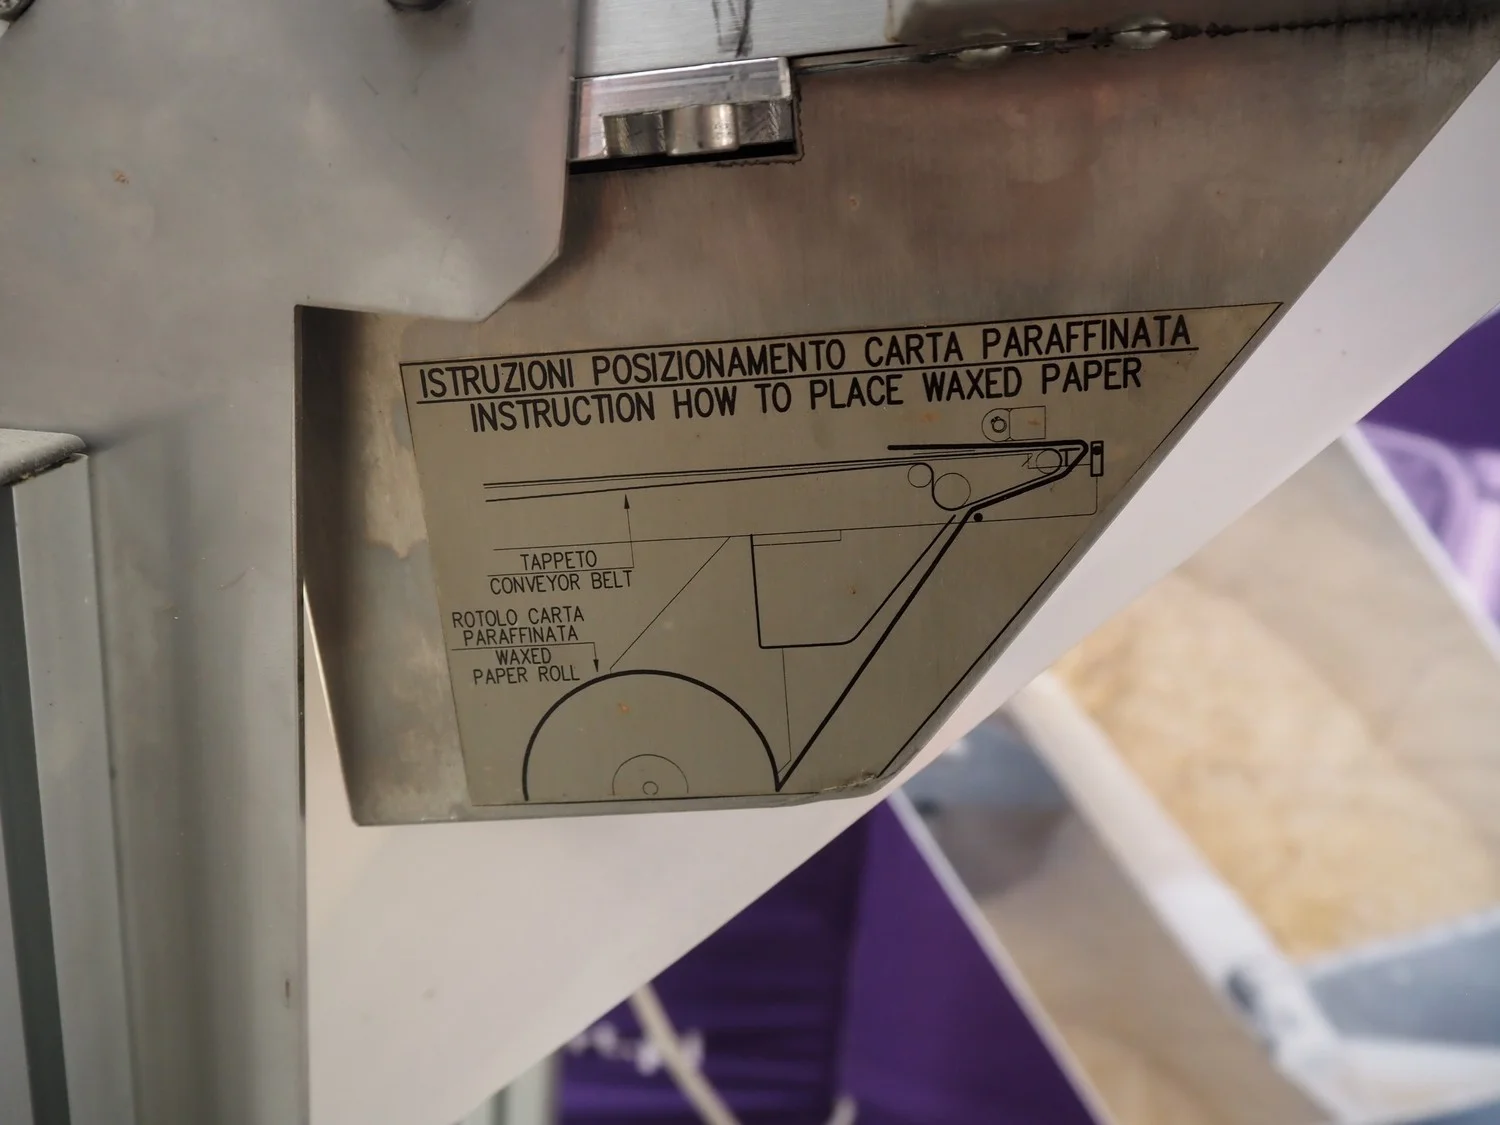 ISTRUZIONI POSIZIONAMENTO CARTA PARAFFINATA
INSTRUCTION HOW TO PLACE WAXED PAPER
TAPPETO
CONVEYOR BELT
ROTOLO CARTA
PARAFFINATA
WAXED
PAPER ROLL